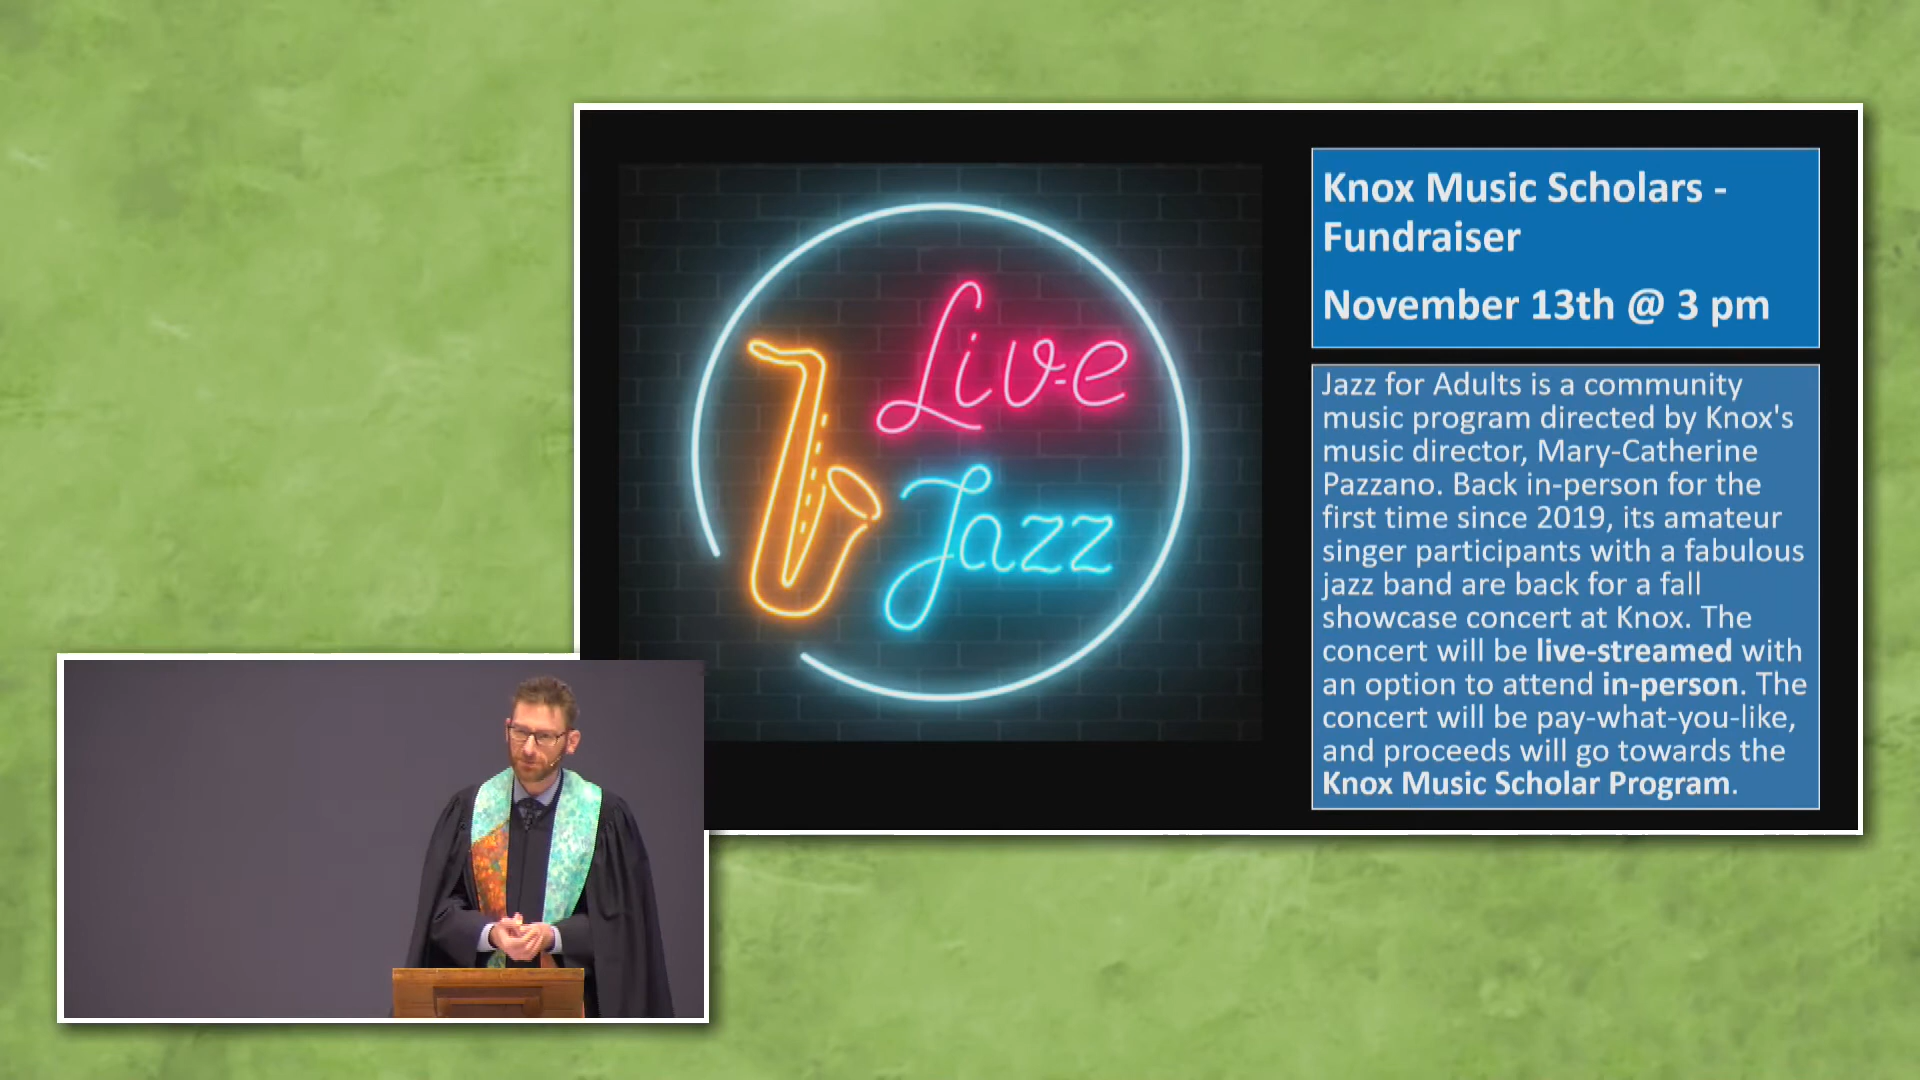 Live
Jazz
Knox Music Scholars -
Fundraiser
November 13th @ 3 pm
Jazz for Adults is a community
music program directed by Knox's
music director, Mary-Catherine
Pazzano. Back in-person for the
first time since 2019, its amateur
singer participants with a fabulous
jazz band are back for a fall
showcase concert at Knox. The
concert will be live-streamed with
an option to attend in-person. The
concert will be pay-what-you-like,
and proceeds will go towards the
Knox Music Scholar Program.